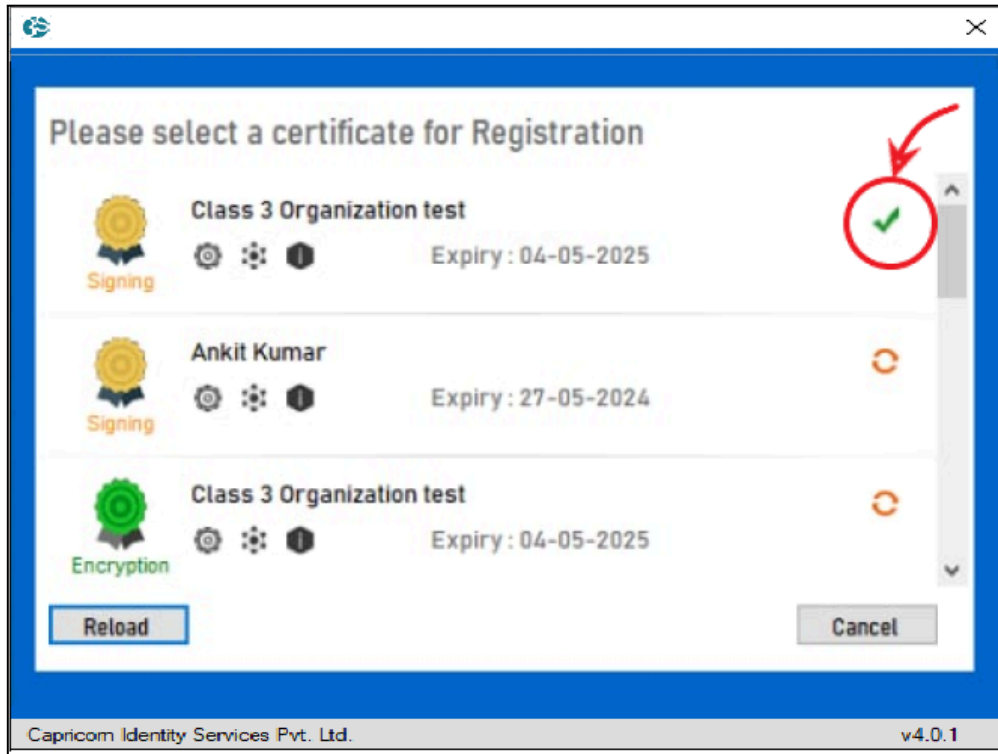 Please select a certificate for Registration
Class 3 Organization test
Expiry : 04-05-2025
Signing
Ankit Kumar
Expiry : 27-05-2024
Signing
Class 3 Organization test
Expiry : 04-05-2025
Encryption
Reload
Cancel
Capricorn Identity Services Pvt. Ltd.
v4.0.1